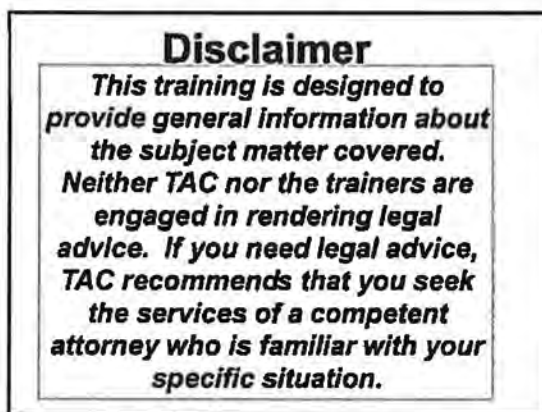 Disclaimer
This training is designed to
provide general information about
the subject matter covered.
Neither TAC nor the trainers are
engaged in rendering legal
advice.  If you need legal advice,
TAC recommends that you seek
the services of a competent
attorney who is familiar with your
specific situation.